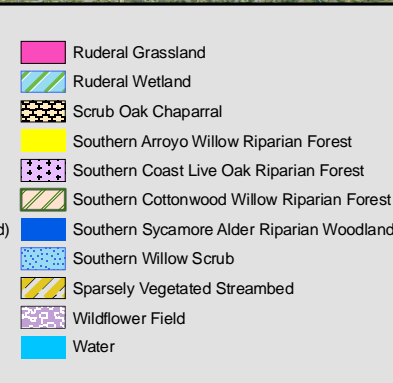 Ruderal Grassland
Ruderal Wetland
Scrub Oak Chaparral
Southern Arroyo Willow Riparian Forest
Southern Coast Live Oak Riparian Forest
Southern Cottonwood Willow Riparian Forest
d) Southern Sycamore Alder Riparian Woodland
Southern Willow Scrub
Sparsely Vegetated Streambed
Wildflower Field
Water